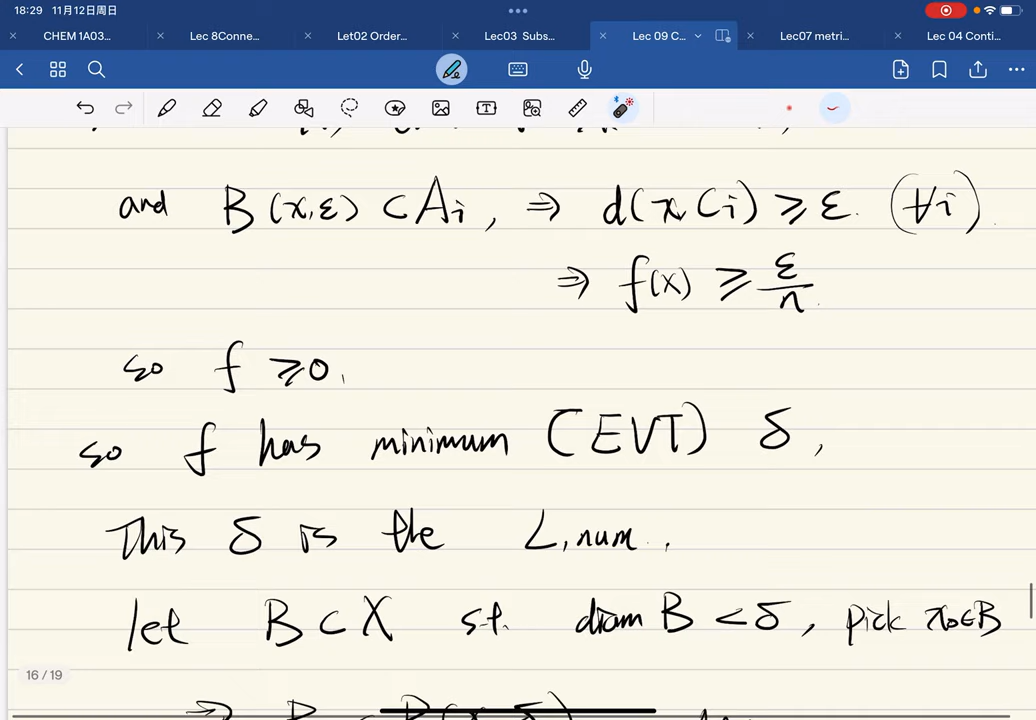 18:29 11月12日周日
CHEM 1A03... Lec 8Conne... Let02 Order... Lec03 Subs... Lec 09 C... Lec07 metri... Lec 04 Conti...
and B(x,ε) ⊂ Ai, ⇒ d(x, Ci) ≥ ε. (∀i).
⇒ f(x) ≥ ε/n.
so f ≥ 0.
so f has minimum (EVT) δ,
This δ is the L, num.
let B ⊂ X s.t. diam B < δ, pick x₀∈B
16 / 19